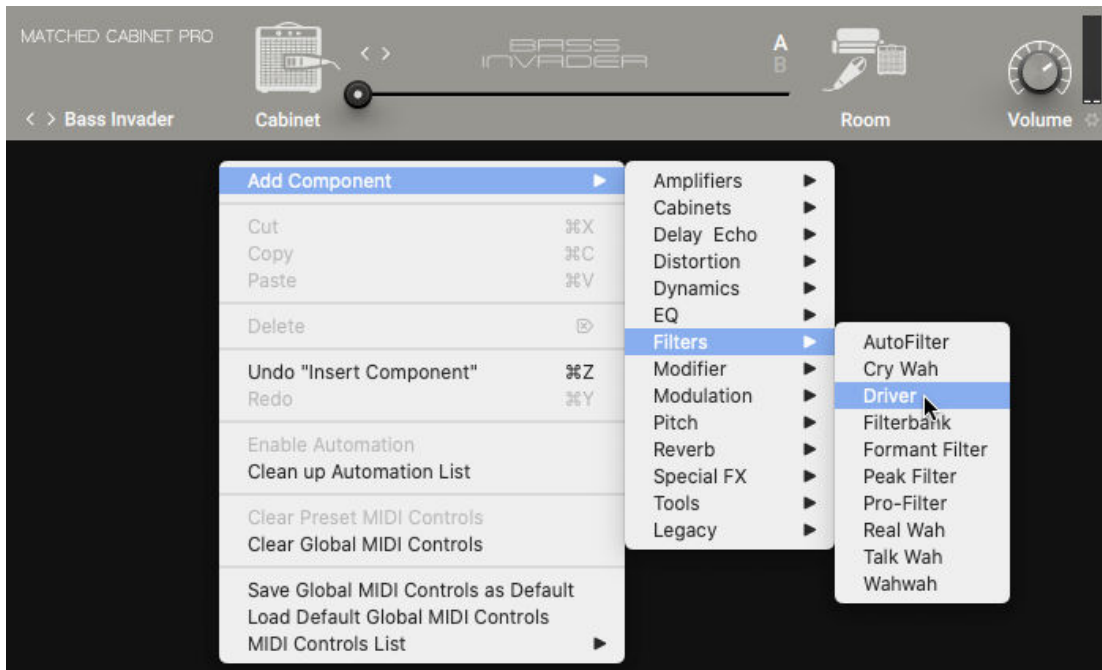 MATCHED CABINET PRO
BASS
INVADER
A
B
< > Bass Invader
Cabinet
Room
Volume
Add Component
Cut ⌘X
Copy ⌘C
Paste ⌘V
Delete ⌦
Undo "Insert Component" ⌘Z
Redo ⌘Y
Enable Automation
Clean up Automation List
Clear Preset MIDI Controls
Clear Global MIDI Controls
Save Global MIDI Controls as Default
Load Default Global MIDI Controls
MIDI Controls List
Amplifiers
Cabinets
Delay Echo
Distortion
Dynamics
EQ
Filters
Modifier
Modulation
Pitch
Reverb
Special FX
Tools
Legacy
AutoFilter
Cry Wah
Driver
Filterbank
Formant Filter
Peak Filter
Pro-Filter
Real Wah
Talk Wah
Wahwah